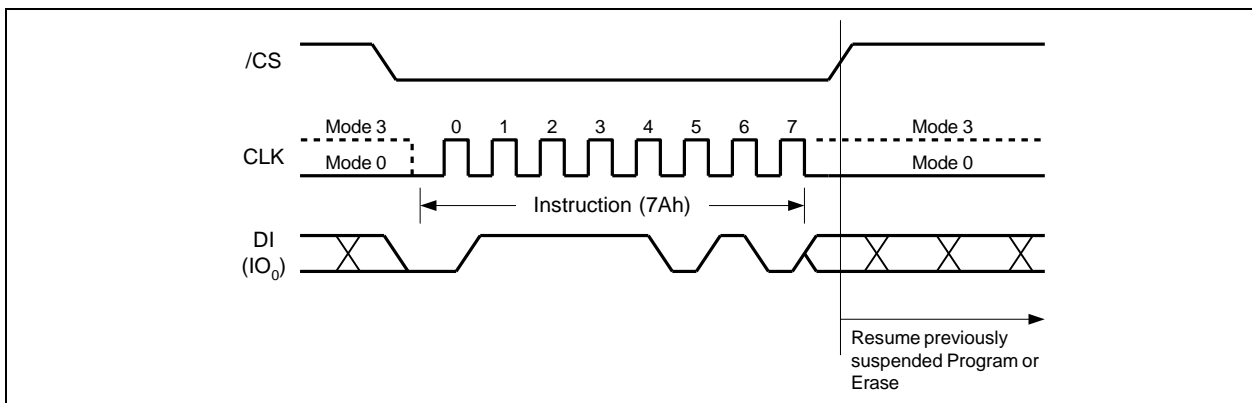 /CS
Mode 3 0 1 2 3 4 5 6 7 Mode 3
CLK
Mode 0 Mode 0
Instruction (7Ah)
DI
(IO0)
Resume previously
suspended Program or
Erase